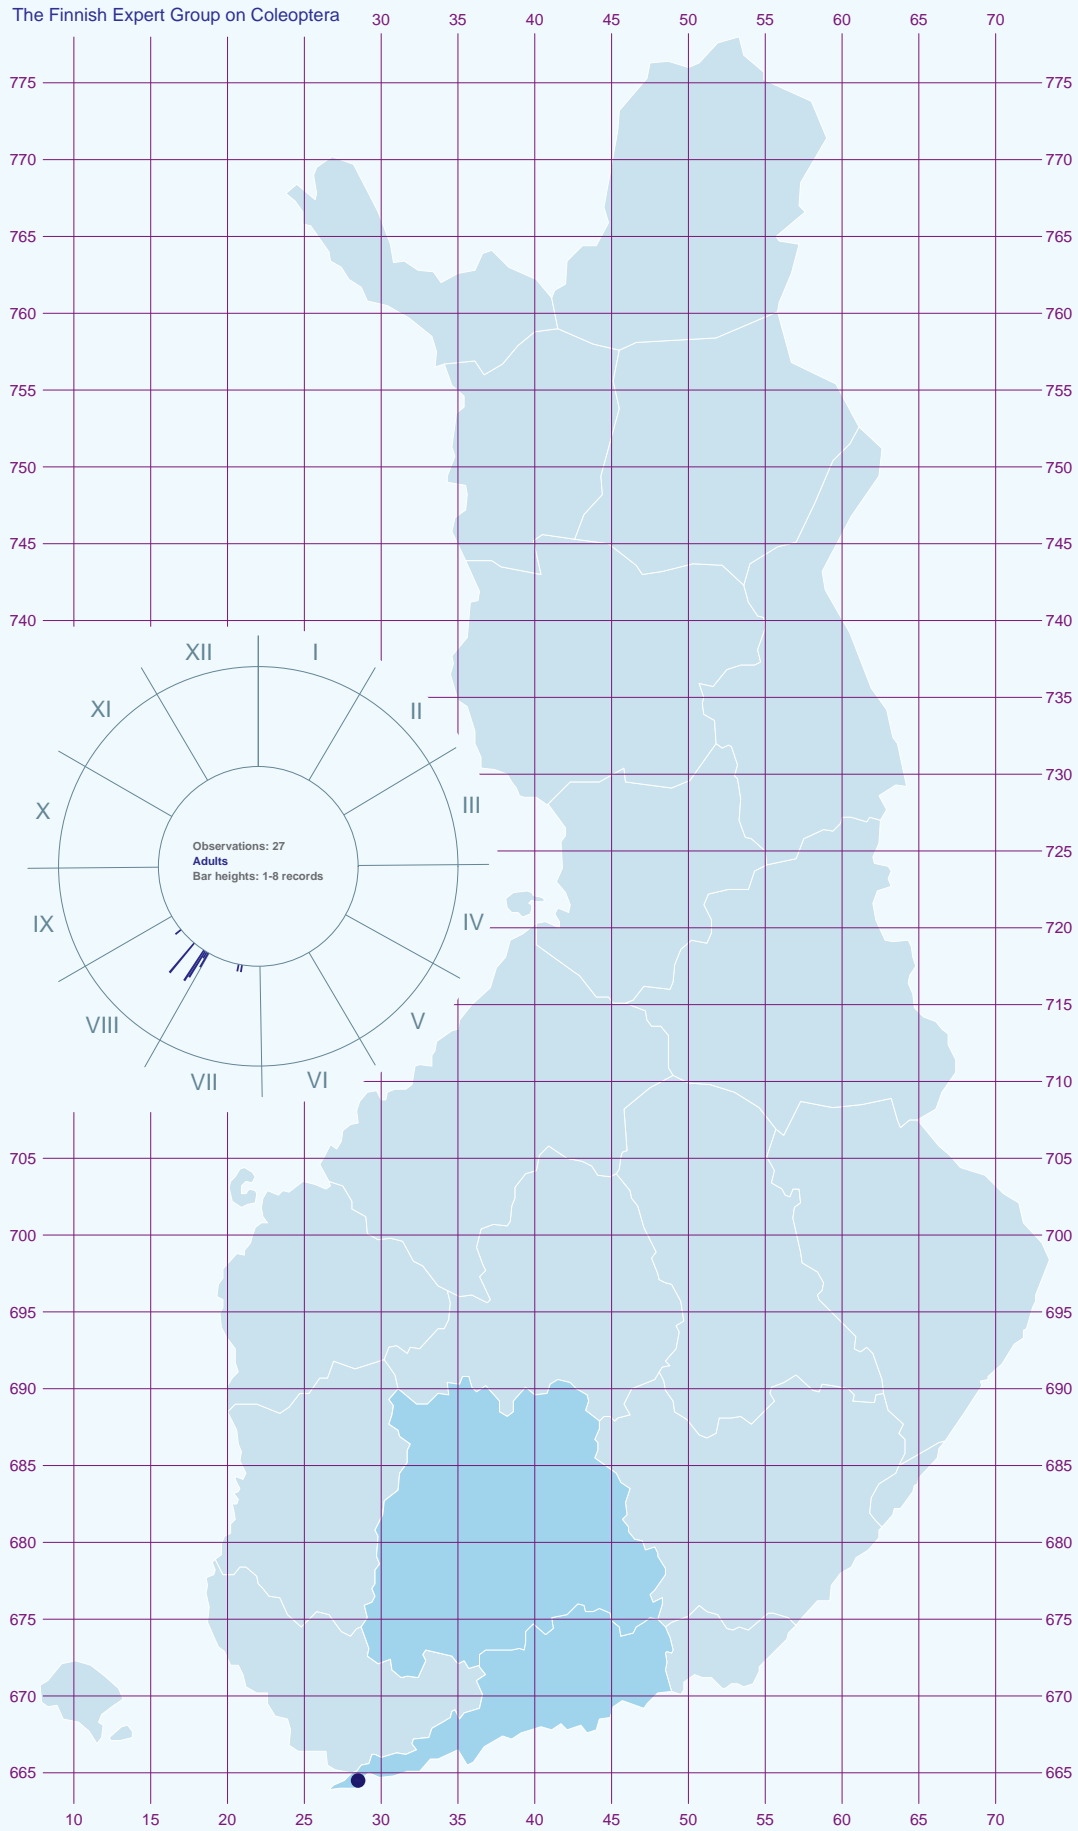 The Finnish Expert Group on Coleoptera
30 35 40 45 50 55 60 65 70
775 775
770 770
765 765
760 760
755 755
750 750
745 745
740 740
XII I
XI II
735
730
X III
725
Observations: 27
Adults
Bar heights: 1-8 records
IX IV
720
715
VIII V
VII VI
710
705 705
700 700
695 695
690 690
685 685
680 680
675 675
670 670
665 665
10 15 20 25 30 35 40 45 50 55 60 65 70